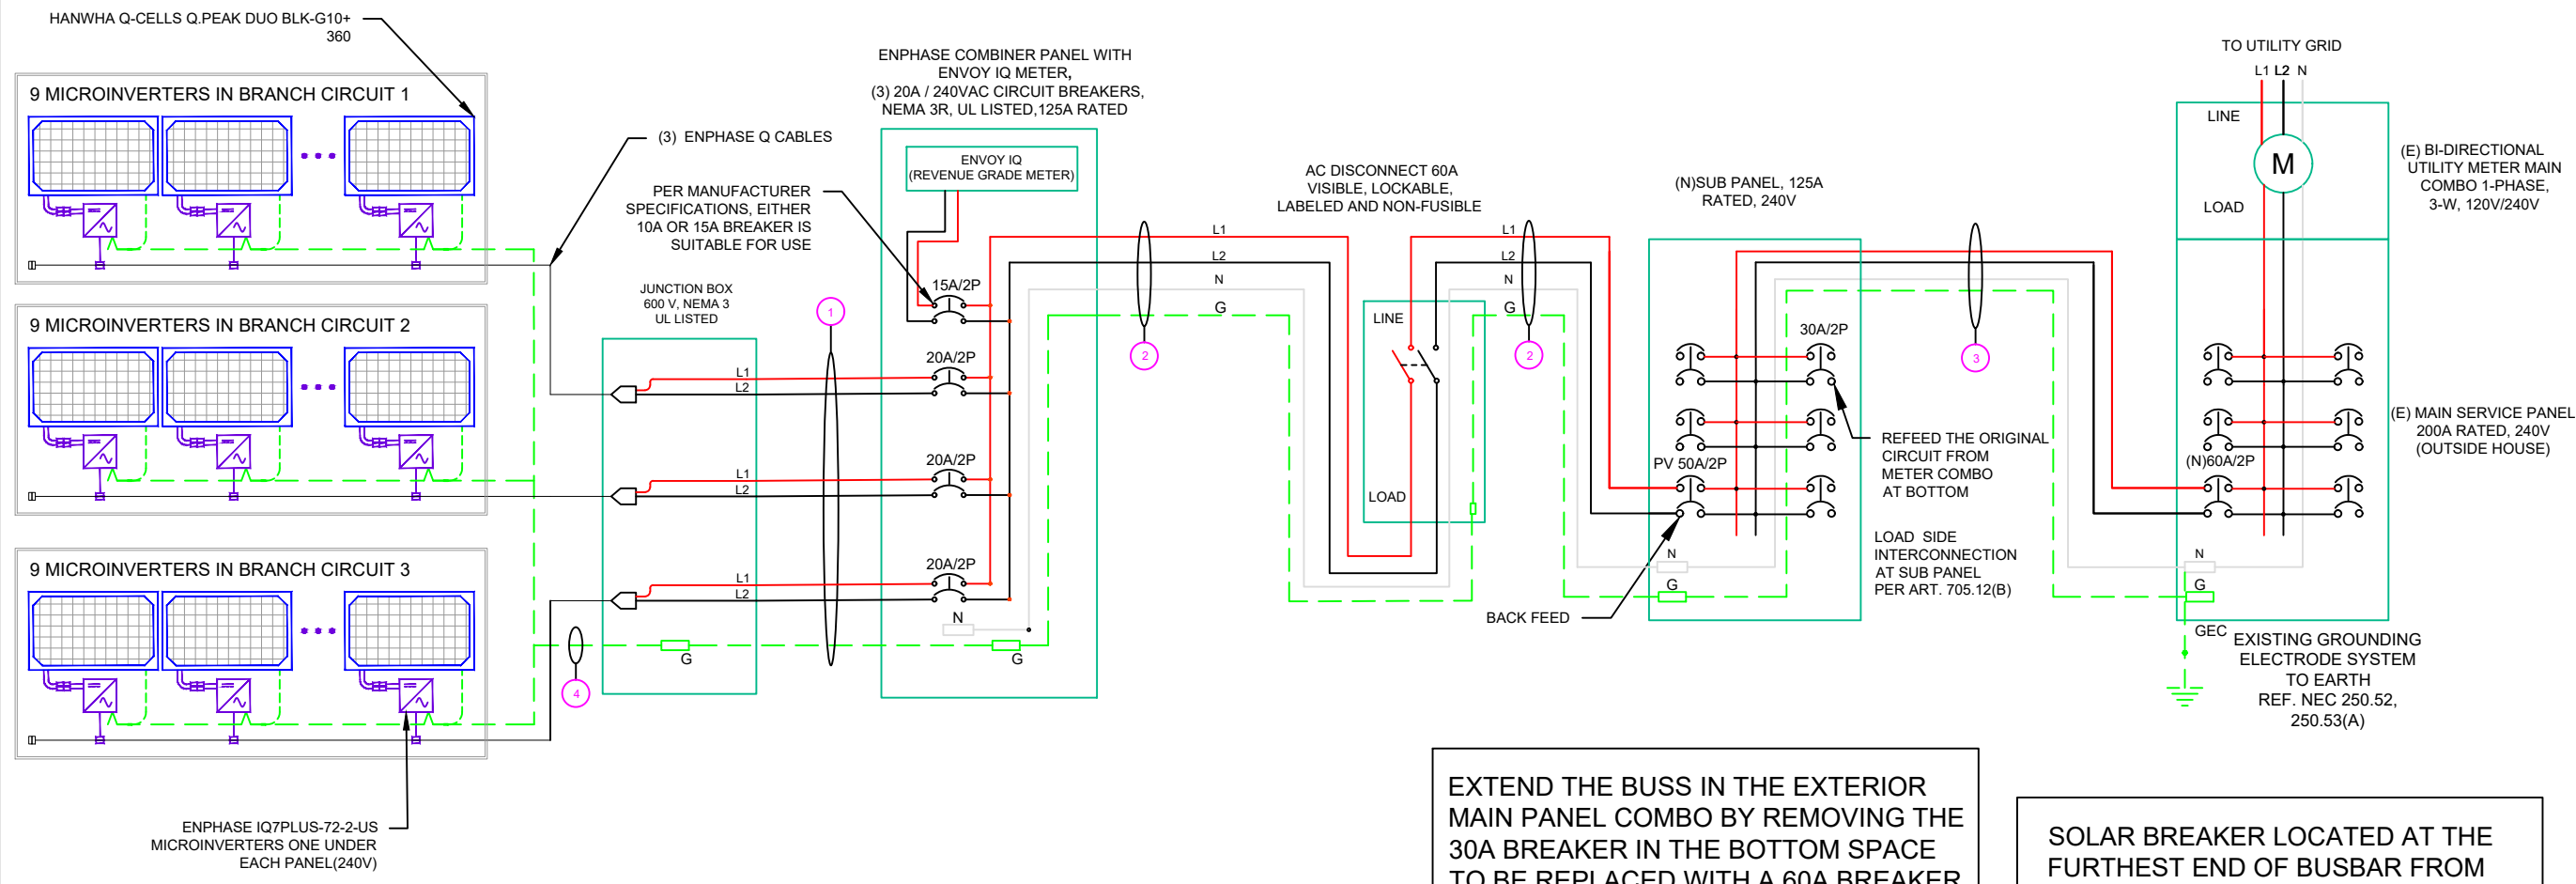 HANWHA Q-CELLS Q.PEAK DUO BLK-G10+
360
9 MICROINVERTERS IN BRANCH CIRCUIT 1
9 MICROINVERTERS IN BRANCH CIRCUIT 2
9 MICROINVERTERS IN BRANCH CIRCUIT 3
ENPHASE IQ7PLUS-72-2-US
MICROINVERTERS ONE UNDER
EACH PANEL(240V)
(3) ENPHASE Q CABLES
PER MANUFACTURER
SPECIFICATIONS, EITHER
10A OR 15A BREAKER IS
SUITABLE FOR USE
JUNCTION BOX
600 V, NEMA 3
UL LISTED
L1
L2
L1
L2
L1
L2
G
4
1
ENPHASE COMBINER PANEL WITH
ENVOY IQ METER,
(3) 20A / 240VAC CIRCUIT BREAKERS,
NEMA 3R, UL LISTED,125A RATED
ENVOY IQ
(REVENUE GRADE METER)
15A/2P
20A/2P
20A/2P
20A/2P
N
G
L1
L2
N
G
2
AC DISCONNECT 60A
VISIBLE, LOCKABLE,
LABELED AND NON-FUSIBLE
LINE
LOAD
L1
L2
N
G
2
(N)SUB PANEL, 125A
RATED, 240V
30A/2P
PV 50A/2P
N
G
BACK FEED
REFEED THE ORIGINAL
CIRCUIT FROM
METER COMBO
AT BOTTOM
LOAD SIDE
INTERCONNECTION
AT SUB PANEL
PER ART. 705.12(B)
3
TO UTILITY GRID
L1 L2 N
LINE
M
LOAD
(E) BI-DIRECTIONAL
UTILITY METER MAIN
COMBO 1-PHASE,
3-W, 120V/240V
(E) MAIN SERVICE PANEL
200A RATED, 240V
(OUTSIDE HOUSE)
(N)60A/2P
N
G
GEC
EXISTING GROUNDING
ELECTRODE SYSTEM
TO EARTH
REF. NEC 250.52,
250.53(A)
EXTEND THE BUSS IN THE EXTERIOR
MAIN PANEL COMBO BY REMOVING THE
30A BREAKER IN THE BOTTOM SPACE
TO BE REPLACED WITH A 60A BREAKER
SOLAR BREAKER LOCATED AT THE
FURTHEST END OF BUSBAR FROM